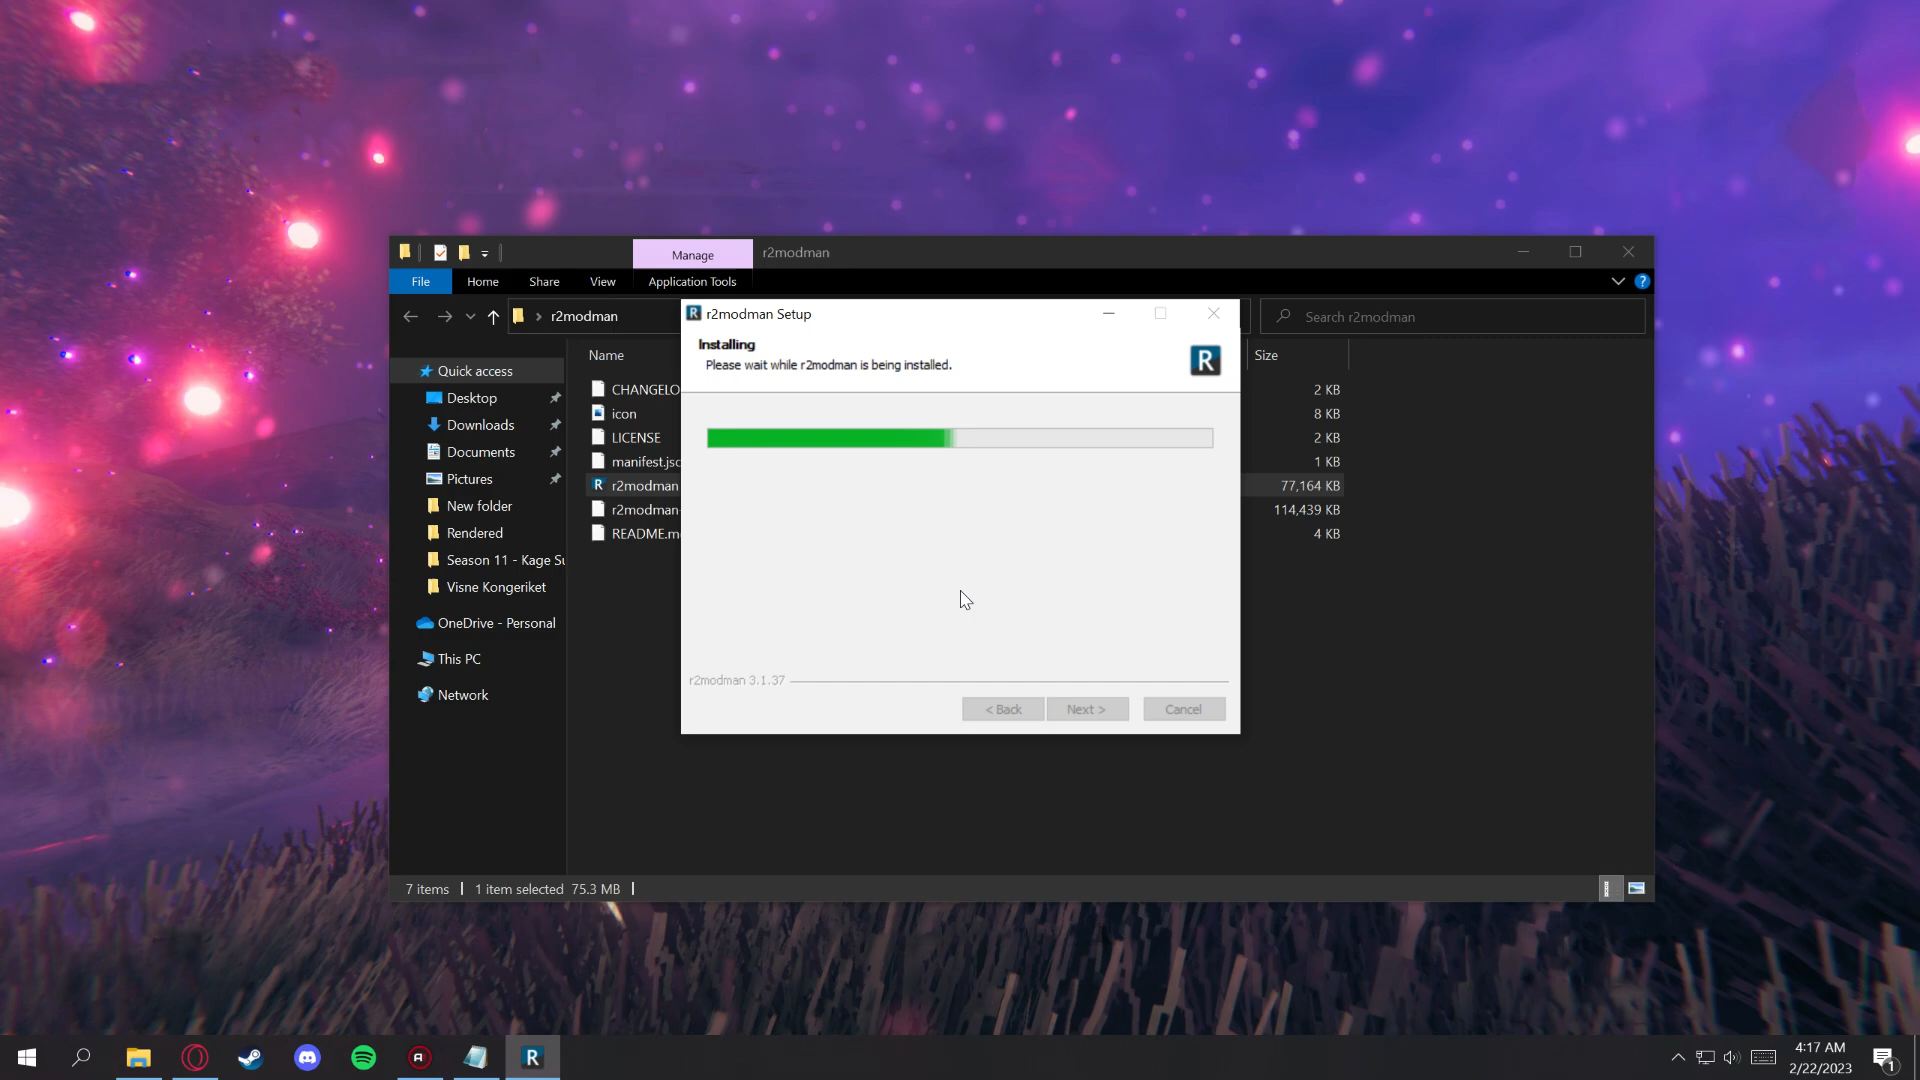 Manage
r2modman
File
Home
Share
View
Application Tools
?
r2modman
Search r2modman
R
r2modman Setup
Installing
Please wait while r2modman is being installed.
R
Name
Size
Quick access
Desktop
Downloads
Documents
Pictures
New folder
Rendered
Season 11 - Kage Su
Visne Kongeriket
OneDrive - Personal
This PC
Network
CHANGELO
2 KB
icon
8 KB
LICENSE
2 KB
manifest.jsc
1 KB
R
r2modman
77,164 KB
r2modman-
114,439 KB
README.m
4 KB
r2modman 3.1.37
< Back
Next >
Cancel
7 items
1 item selected 75.3 MB
R
4:17 AM
2/22/2023
1